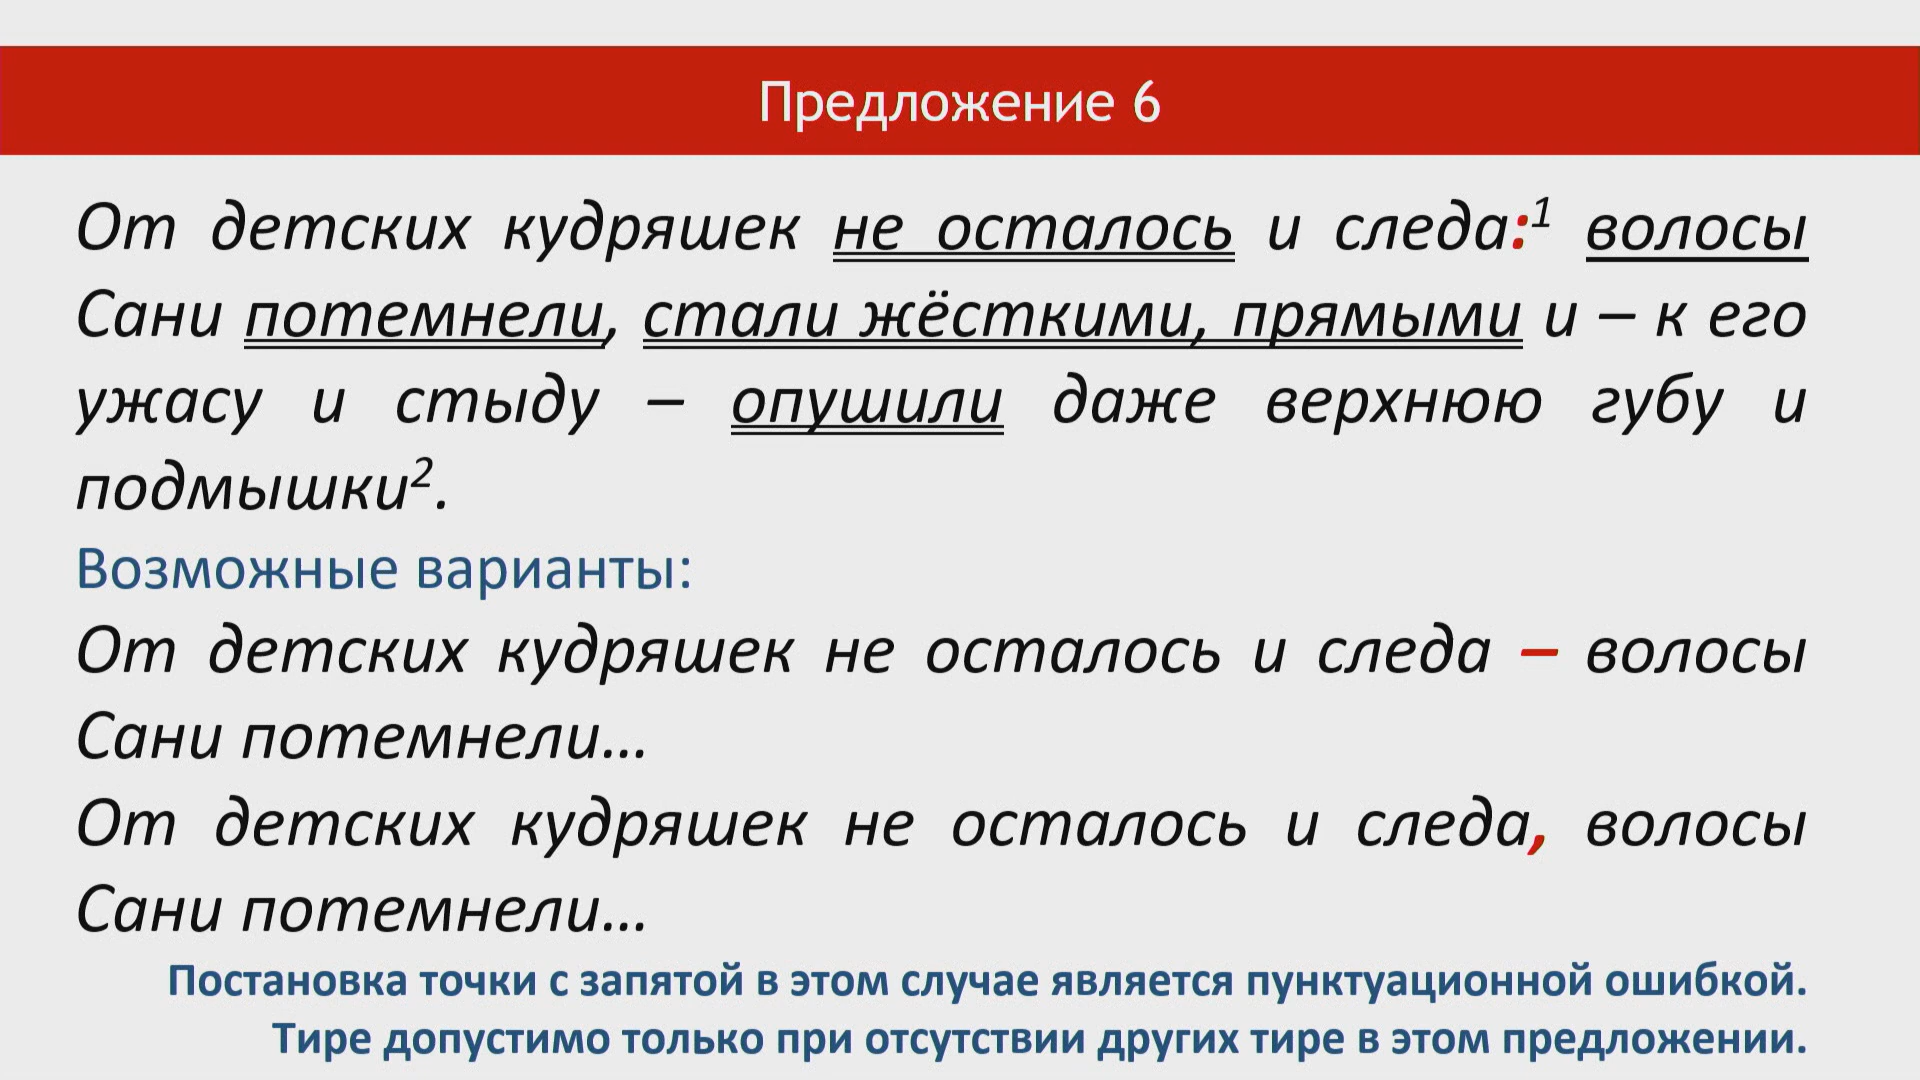 Предложение 6
От детских кудряшек не осталось и следа:¹ волосы
Сани потемнели, стали жёсткими, прямыми и – к его
ужасу и стыду – опушили даже верхнюю губу и
подмышки².
Возможные варианты:
От детских кудряшек не осталось и следа – волосы
Сани потемнели...
От детских кудряшек не осталось и следа, волосы
Сани потемнели...
Постановка точки с запятой в этом случае является пунктуационной ошибкой.
Тире допустимо только при отсутствии других тире в этом предложении.